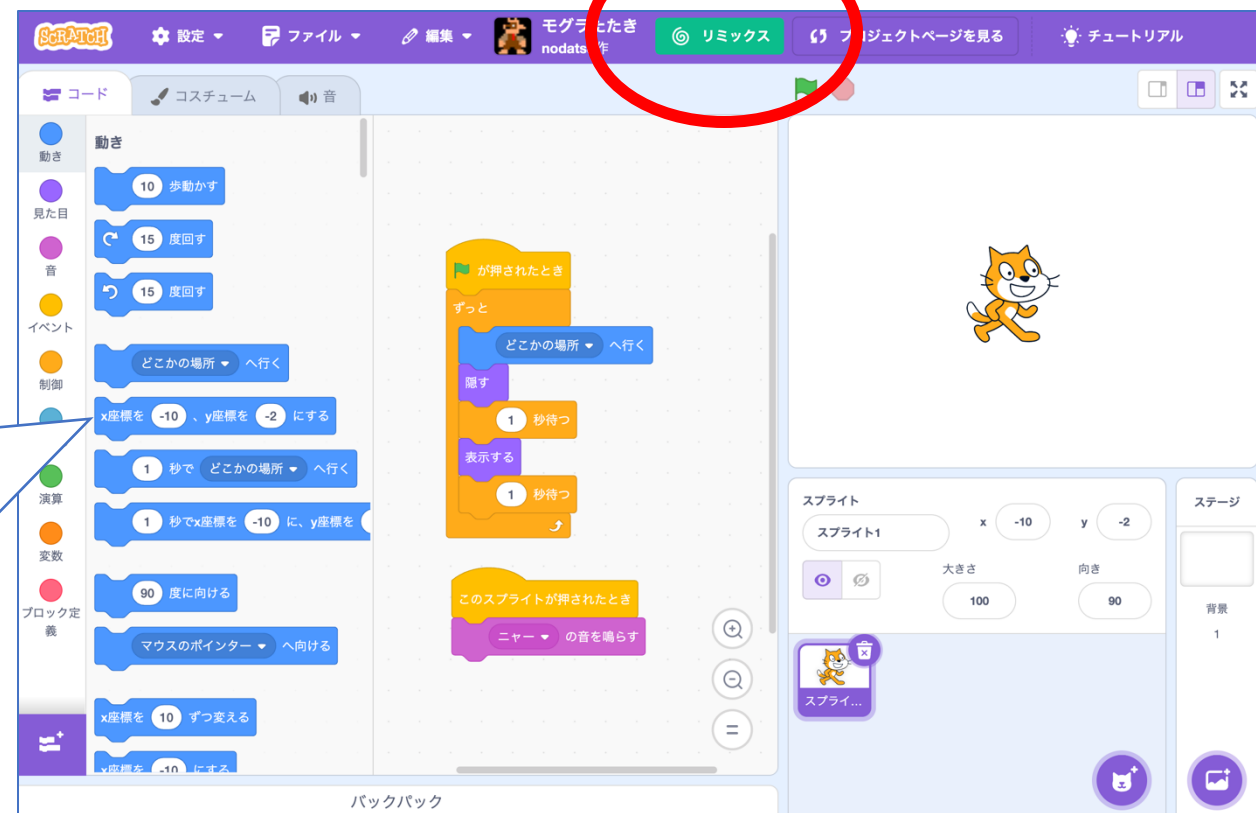 SCRATCH
設定
ファイル
編集
モグラたたき
nodats 作
リミックス
プロジェクトページを見る
チュートリアル
コード
コスチューム
音
動き
見た目
音
イベント
制御
演算
変数
ブロック定
義
動き
10 歩動かす
15 度回す
15 度回す
どこかの場所 へ行く
x座標を -10 、y座標を -2 にする
1 秒で どこかの場所 へ行く
1 秒でx座標を -10 に、y座標を
90 度に向ける
マウスのポインター へ向ける
x座標を 10 ずつ変える
x座標を -10 にする
が押されたとき
ずっと
どこかの場所 へ行く
隠す
1 秒待つ
表示する
1 秒待つ
このスプライトが押されたとき
ニャー の音を鳴らす
バックパック
スプライト
スプライト1
x -10 y -2
大きさ 向き
100 90
スプライ...
ステージ
背景
1